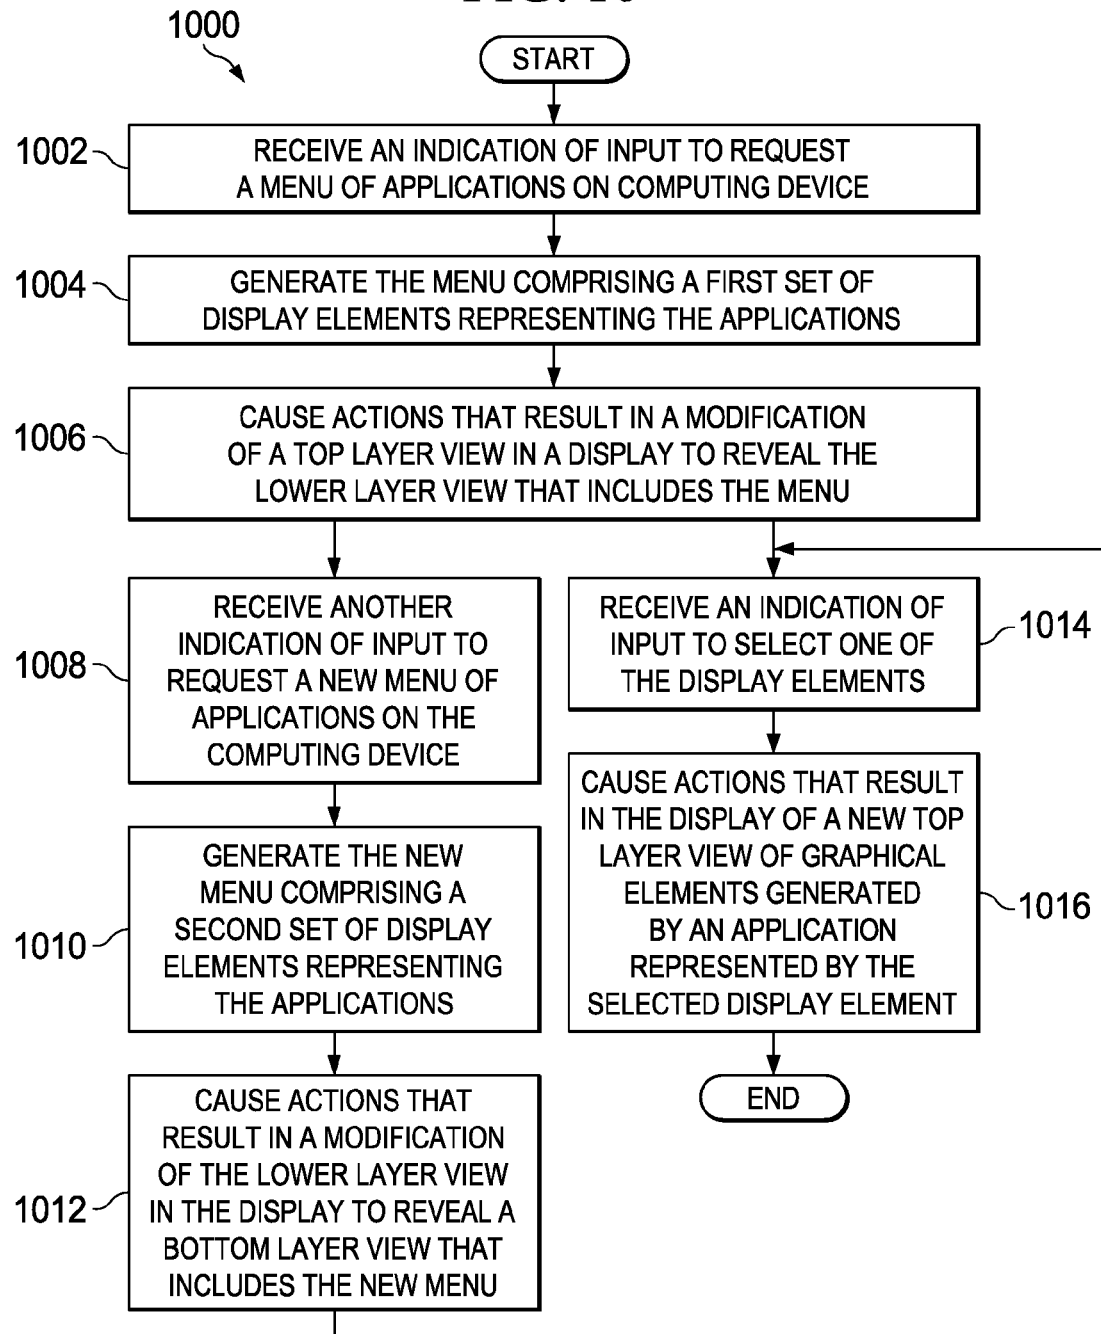 1000
START
1002
RECEIVE AN INDICATION OF INPUT TO REQUEST
A MENU OF APPLICATIONS ON COMPUTING DEVICE
1004
GENERATE THE MENU COMPRISING A FIRST SET OF
DISPLAY ELEMENTS REPRESENTING THE APPLICATIONS
1006
CAUSE ACTIONS THAT RESULT IN A MODIFICATION
OF A TOP LAYER VIEW IN A DISPLAY TO REVEAL THE
LOWER LAYER VIEW THAT INCLUDES THE MENU
1008
RECEIVE ANOTHER
INDICATION OF INPUT TO
REQUEST A NEW MENU OF
APPLICATIONS ON THE
COMPUTING DEVICE
1010
GENERATE THE NEW
MENU COMPRISING A
SECOND SET OF DISPLAY
ELEMENTS REPRESENTING
THE APPLICATIONS
1012
CAUSE ACTIONS THAT
RESULT IN A MODIFICATION
OF THE LOWER LAYER VIEW
IN THE DISPLAY TO REVEAL A
BOTTOM LAYER VIEW THAT
INCLUDES THE NEW MENU
RECEIVE AN INDICATION OF
INPUT TO SELECT ONE OF
THE DISPLAY ELEMENTS
1014
CAUSE ACTIONS THAT RESULT
IN THE DISPLAY OF A NEW TOP
LAYER VIEW OF GRAPHICAL
ELEMENTS GENERATED
BY AN APPLICATION
REPRESENTED BY THE
SELECTED DISPLAY ELEMENT
1016
END